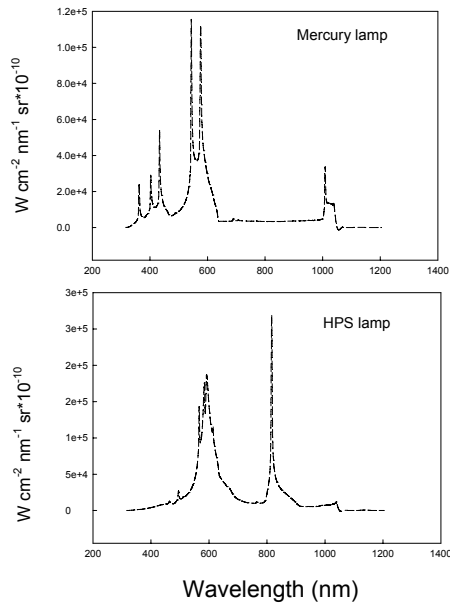 1.2e+5
Mercury lamp
1.0e+5
8.0e+4
6.0e+4
4.0e+4
2.0e+4
0.0
W cm-2 nm-1 sr*10-10
200 400 600 800 1000 1200 1400
3e+5
HPS lamp
3e+5
2e+5
2e+5
1e+5
5e+4
0
W cm-2 nm-1 sr*10-10
200 400 600 800 1000 1200 1400
Wavelength (nm)